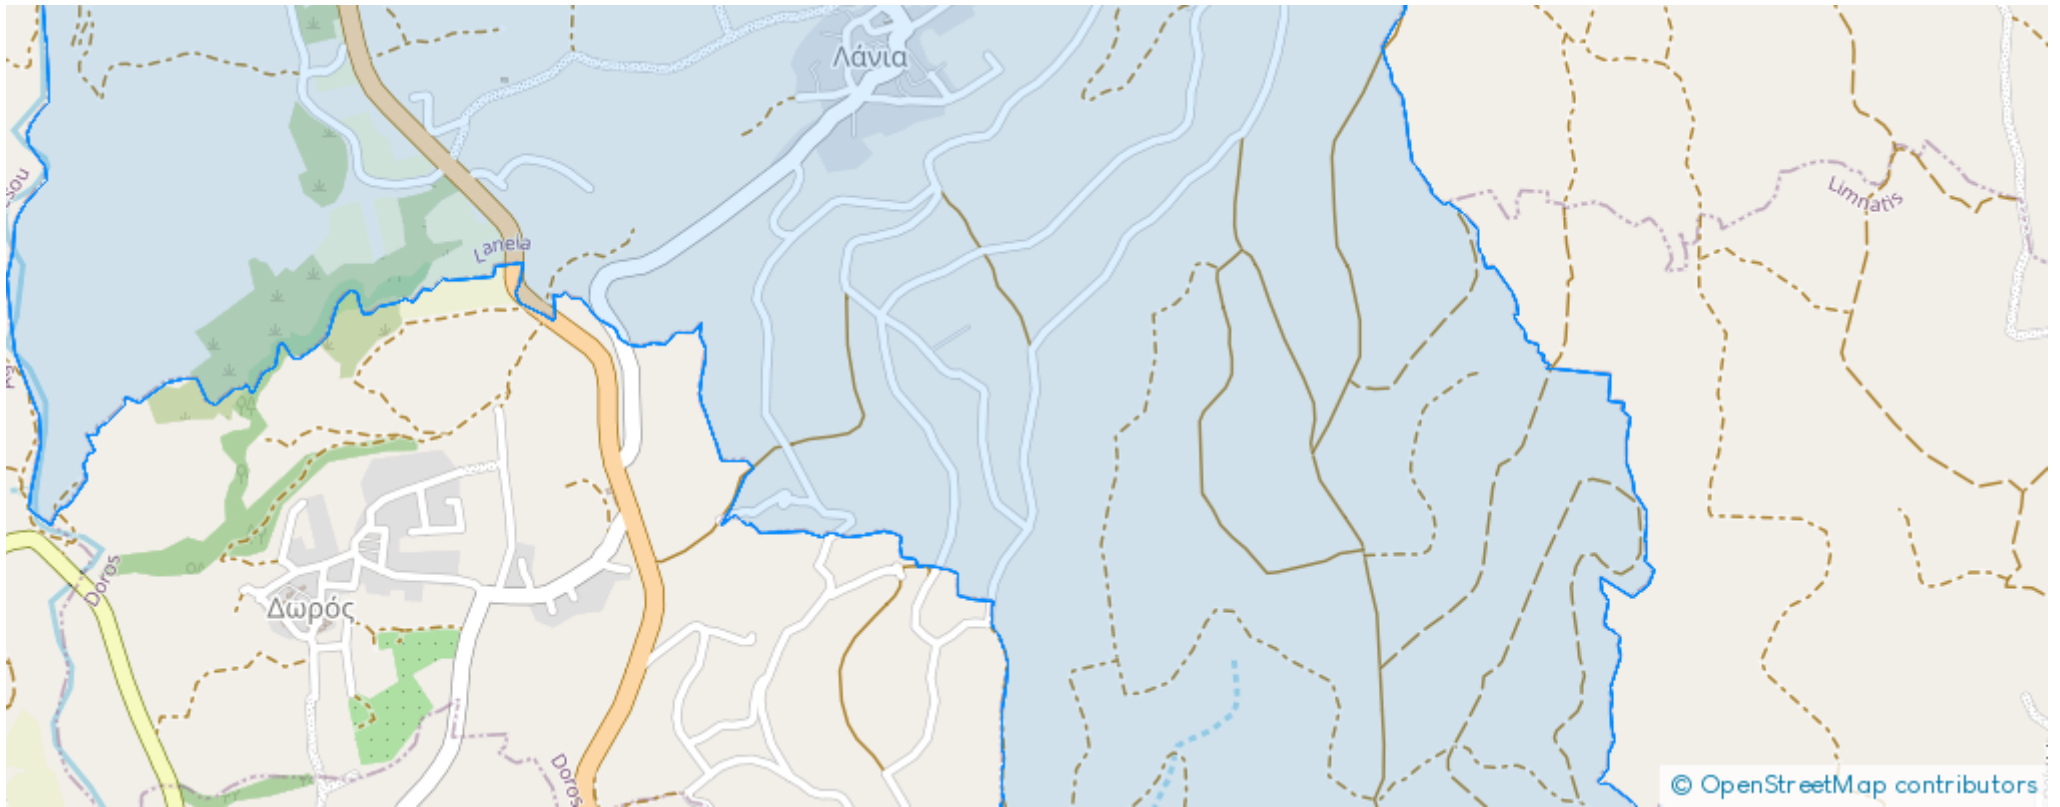 Λάνια
Limnatis
Lanela
Doros
Δωρός
Doros
© OpenStreetMap contributors